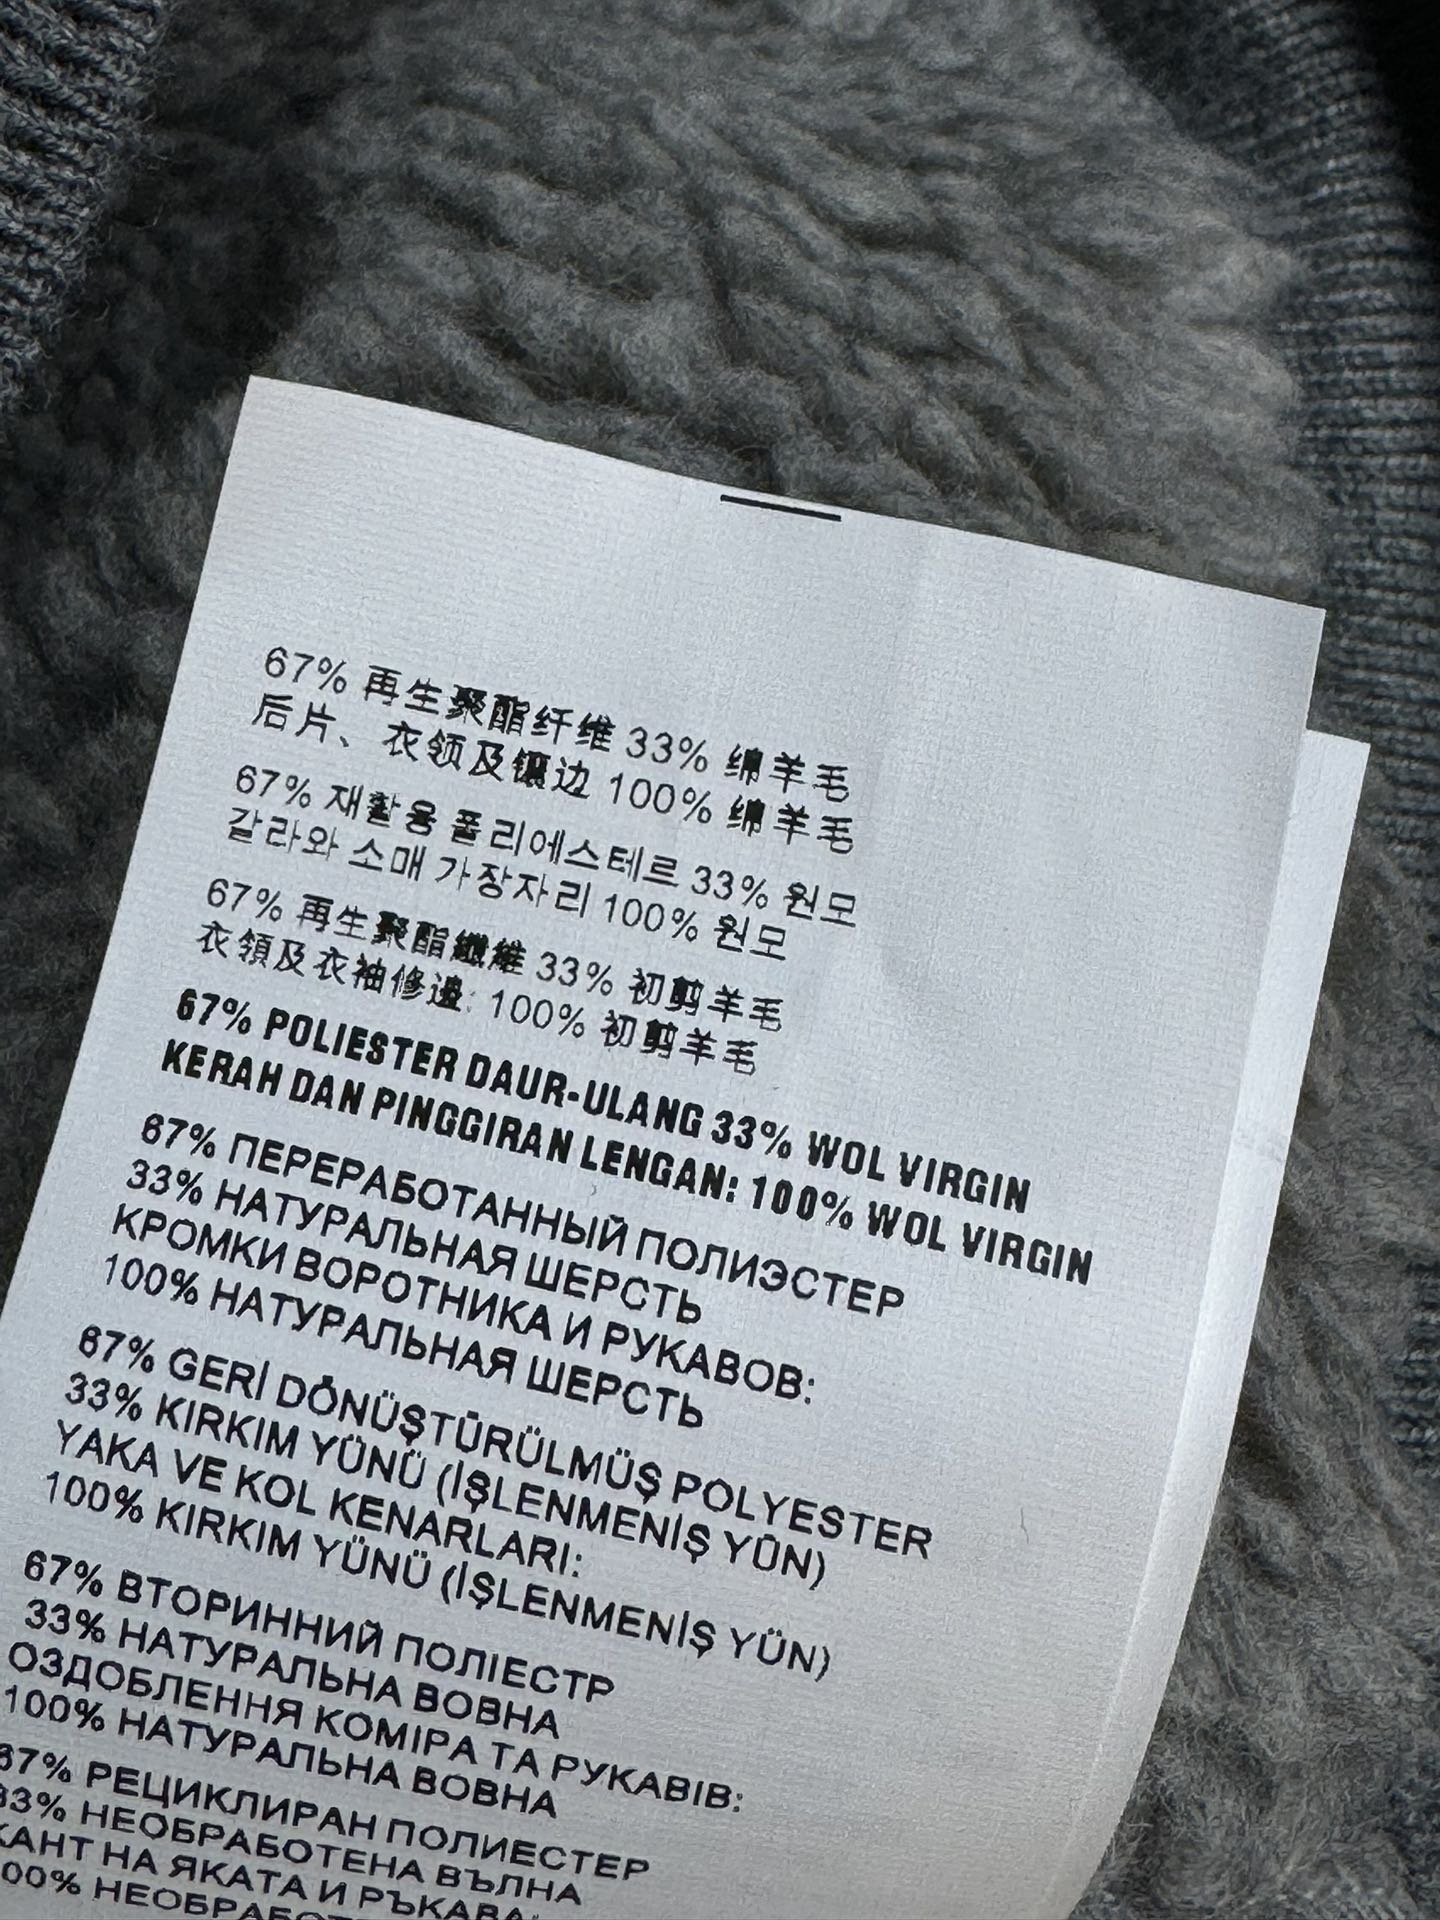 67% 再生聚酯纤维 33% 绵羊毛
后片、衣领及镶边 100% 绵羊毛
67% 재활용 폴리에스테르 33% 원모
칼라와 소매 가장자리 100% 원모
67% 再生聚酯纖維 33% 初剪羊毛
衣領及衣袖修邊: 100% 初剪羊毛
67% POLIESTER DAUR-ULANG 33% WOL VIRGIN
KERAH DAN PINGGIRAN LENGAN: 100% WOL VIRGIN
67% ПЕРЕРАБОТАННЫЙ ПОЛИЭСТЕР
33% НАТУРАЛЬНАЯ ШЕРСТЬ
КРОМКИ ВОРОТНИКА И РУКАВОВ:
100% НАТУРАЛЬНАЯ ШЕРСТЬ
67% GERİ DÖNÜŞTÜRÜLMÜŞ POLYESTER
33% KIRKIM YÜNÜ (İŞLENMENİŞ YÜN)
YAKA VE KOL KENARLARI:
100% KIRKIM YÜNÜ (İŞLENMENİŞ YÜN)
67% ВТОРИННИЙ ПОЛІЕСТР
33% НАТУРАЛЬНА ВОВНА
ОЗДОБЛЕННЯ КОМІРА ТА РУКАВІВ:
100% НАТУРАЛЬНА ВОВНА
67% РЕЦИКЛИРАН ПОЛИЕСТЕР
33% НЕОБРАБОТЕНА ВЪЛНА
КАНТ НА ЯКАТА И